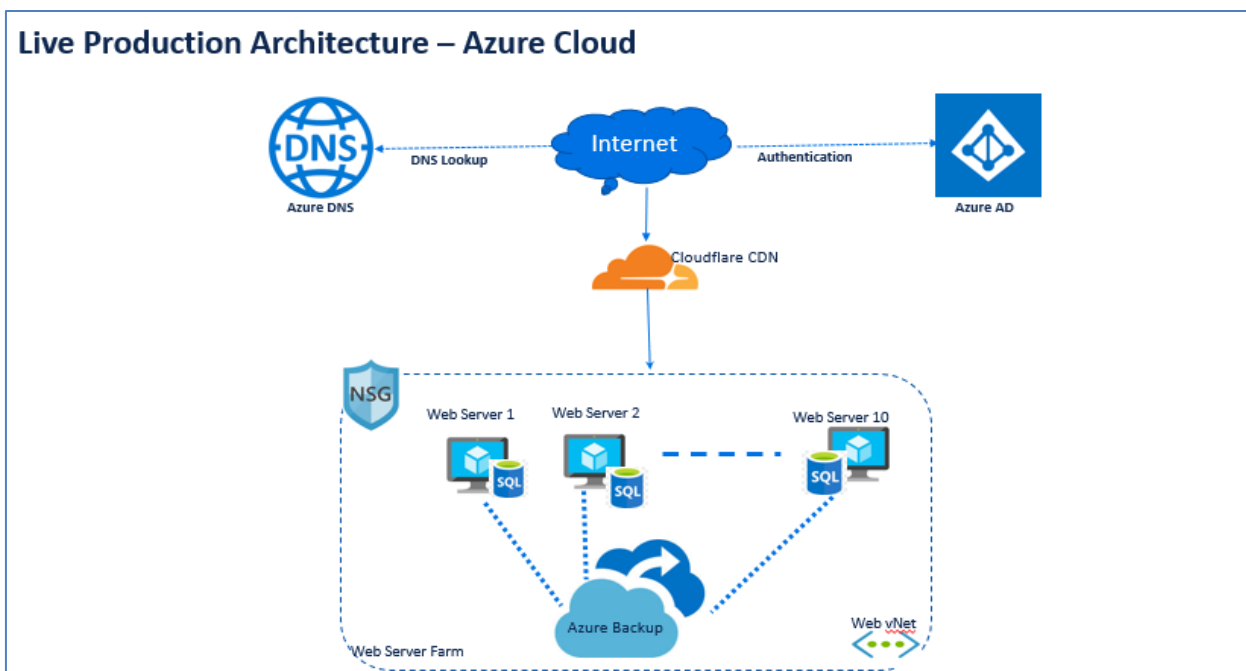 Live Production Architecture – Azure Cloud
DNS
Internet
DNS Lookup
Authentication
Azure DNS
Azure AD
Cloudflare CDN
NSG
Web Server 1
Web Server 2
Web Server 10
SQL
SQL
SQL
Azure Backup
Web vNet
Web Server Farm